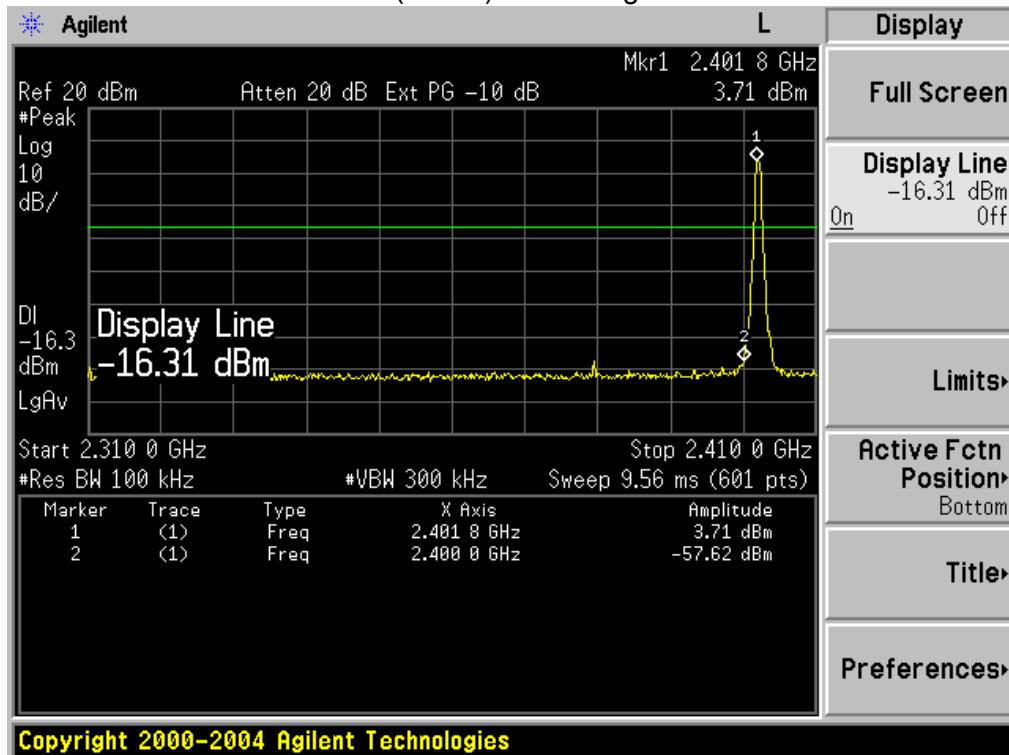 Agilent L
Mkr1 2.401 8 GHz
Ref 20 dBm Atten 20 dB Ext PG -10 dB 3.71 dBm
#Peak
Log
10
dB/
1
2
DI
-16.3
dBm
LgAv
Display Line
-16.31 dBm
Start 2.310 0 GHz Stop 2.410 0 GHz
#Res BW 100 kHz #VBW 300 kHz Sweep 9.56 ms (601 pts)
Marker Trace Type X Axis Amplitude
1 (1) Freq 2.401 8 GHz 3.71 dBm
2 (1) Freq 2.400 0 GHz -57.62 dBm
Display
Full Screen
Display Line
-16.31 dBm
On Off
Limits
Active Fctn
Position
Bottom
Title
Preferences
Copyright 2000-2004 Agilent Technologies